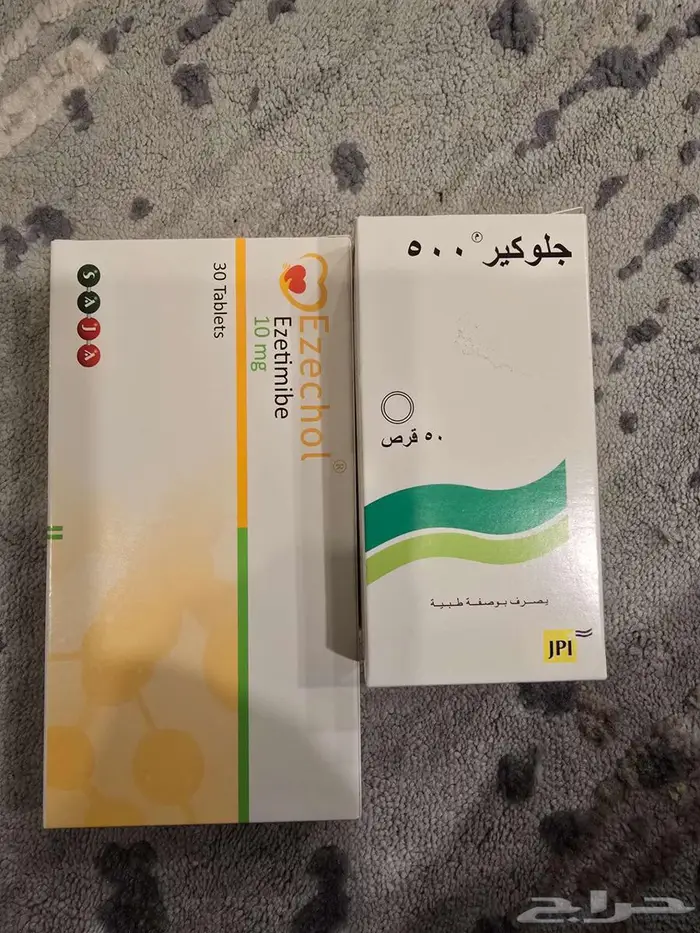 Ezechol®
Ezetimibe
10 mg
30 Tablets
SAJA
جلوكير® ٥٠٠
٥٠ قرص
يصرف بوصفة طبية
JPI
حراج